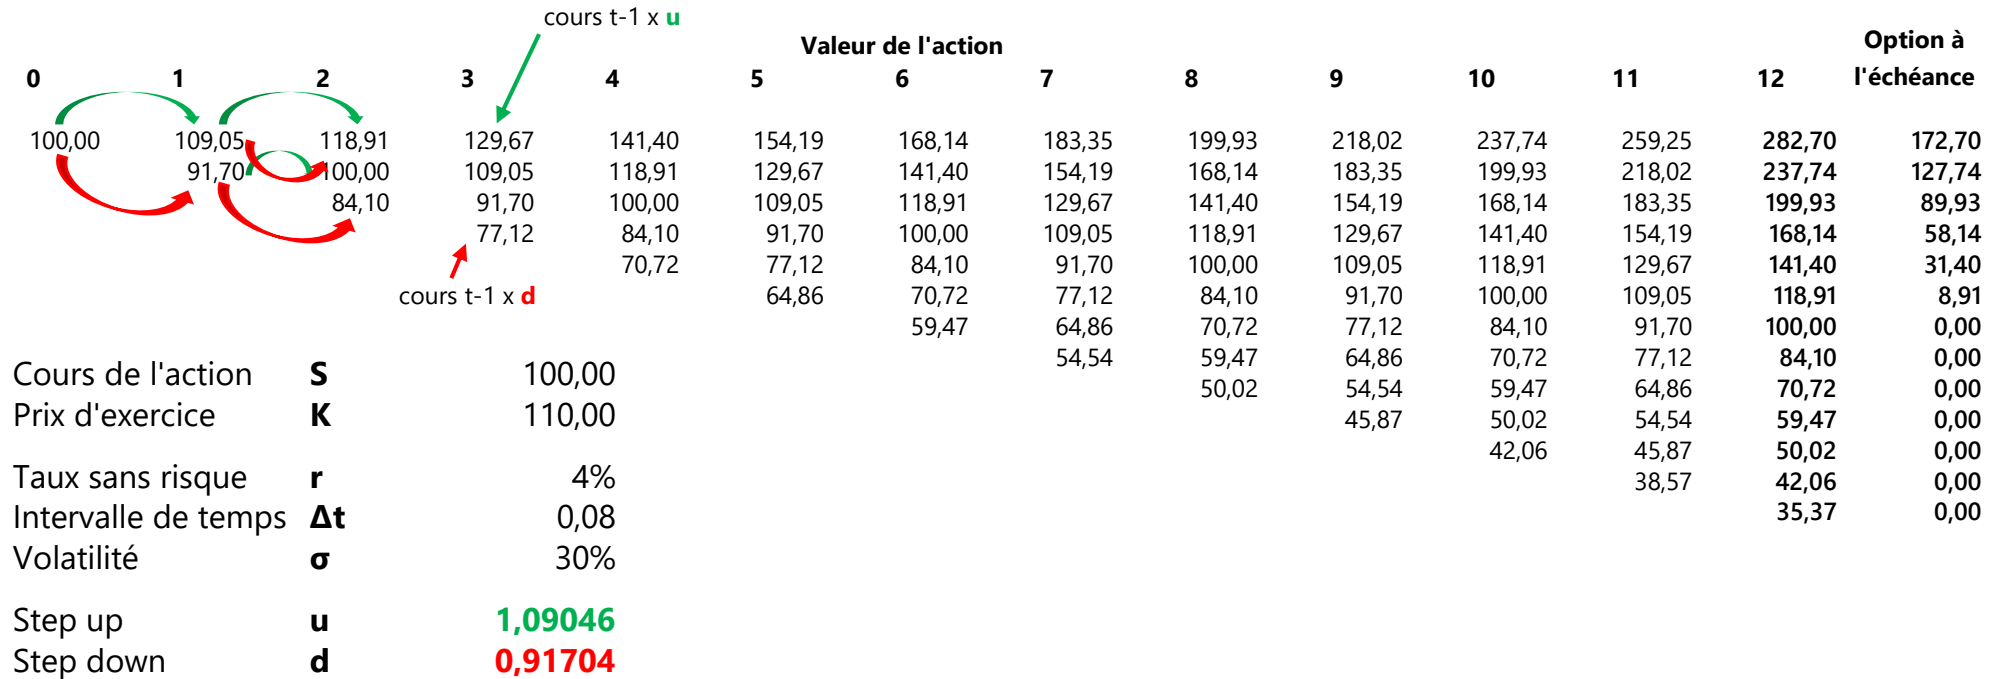 cours t-1 x u
Valeur de l'action
Option à
l'échéance
0 1 2 3 4 5 6 7 8 9 10 11 12
100,00 109,05 118,91 129,67 141,40 154,19 168,14 183,35 199,93 218,02 237,74 259,25 282,70 172,70
91,70 100,00 109,05 118,91 129,67 141,40 154,19 168,14 183,35 199,93 218,02 237,74 127,74
84,10 91,70 100,00 109,05 118,91 129,67 141,40 154,19 168,14 183,35 199,93 89,93
77,12 84,10 91,70 100,00 109,05 118,91 129,67 141,40 154,19 168,14 58,14
70,72 77,12 84,10 91,70 100,00 109,05 118,91 129,67 141,40 31,40
cours t-1 x d
64,86 70,72 77,12 84,10 91,70 100,00 109,05 118,91 8,91
59,47 64,86 70,72 77,12 84,10 91,70 100,00 0,00
54,54 59,47 64,86 70,72 77,12 84,10 0,00
50,02 54,54 59,47 64,86 70,72 0,00
45,87 50,02 54,54 59,47 0,00
42,06 45,87 50,02 0,00
38,57 42,06 0,00
35,37 0,00
Cours de l'action S 100,00
Prix d'exercice K 110,00
Taux sans risque r 4%
Intervalle de temps Δt 0,08
Volatilité σ 30%
Step up u 1,09046
Step down d 0,91704